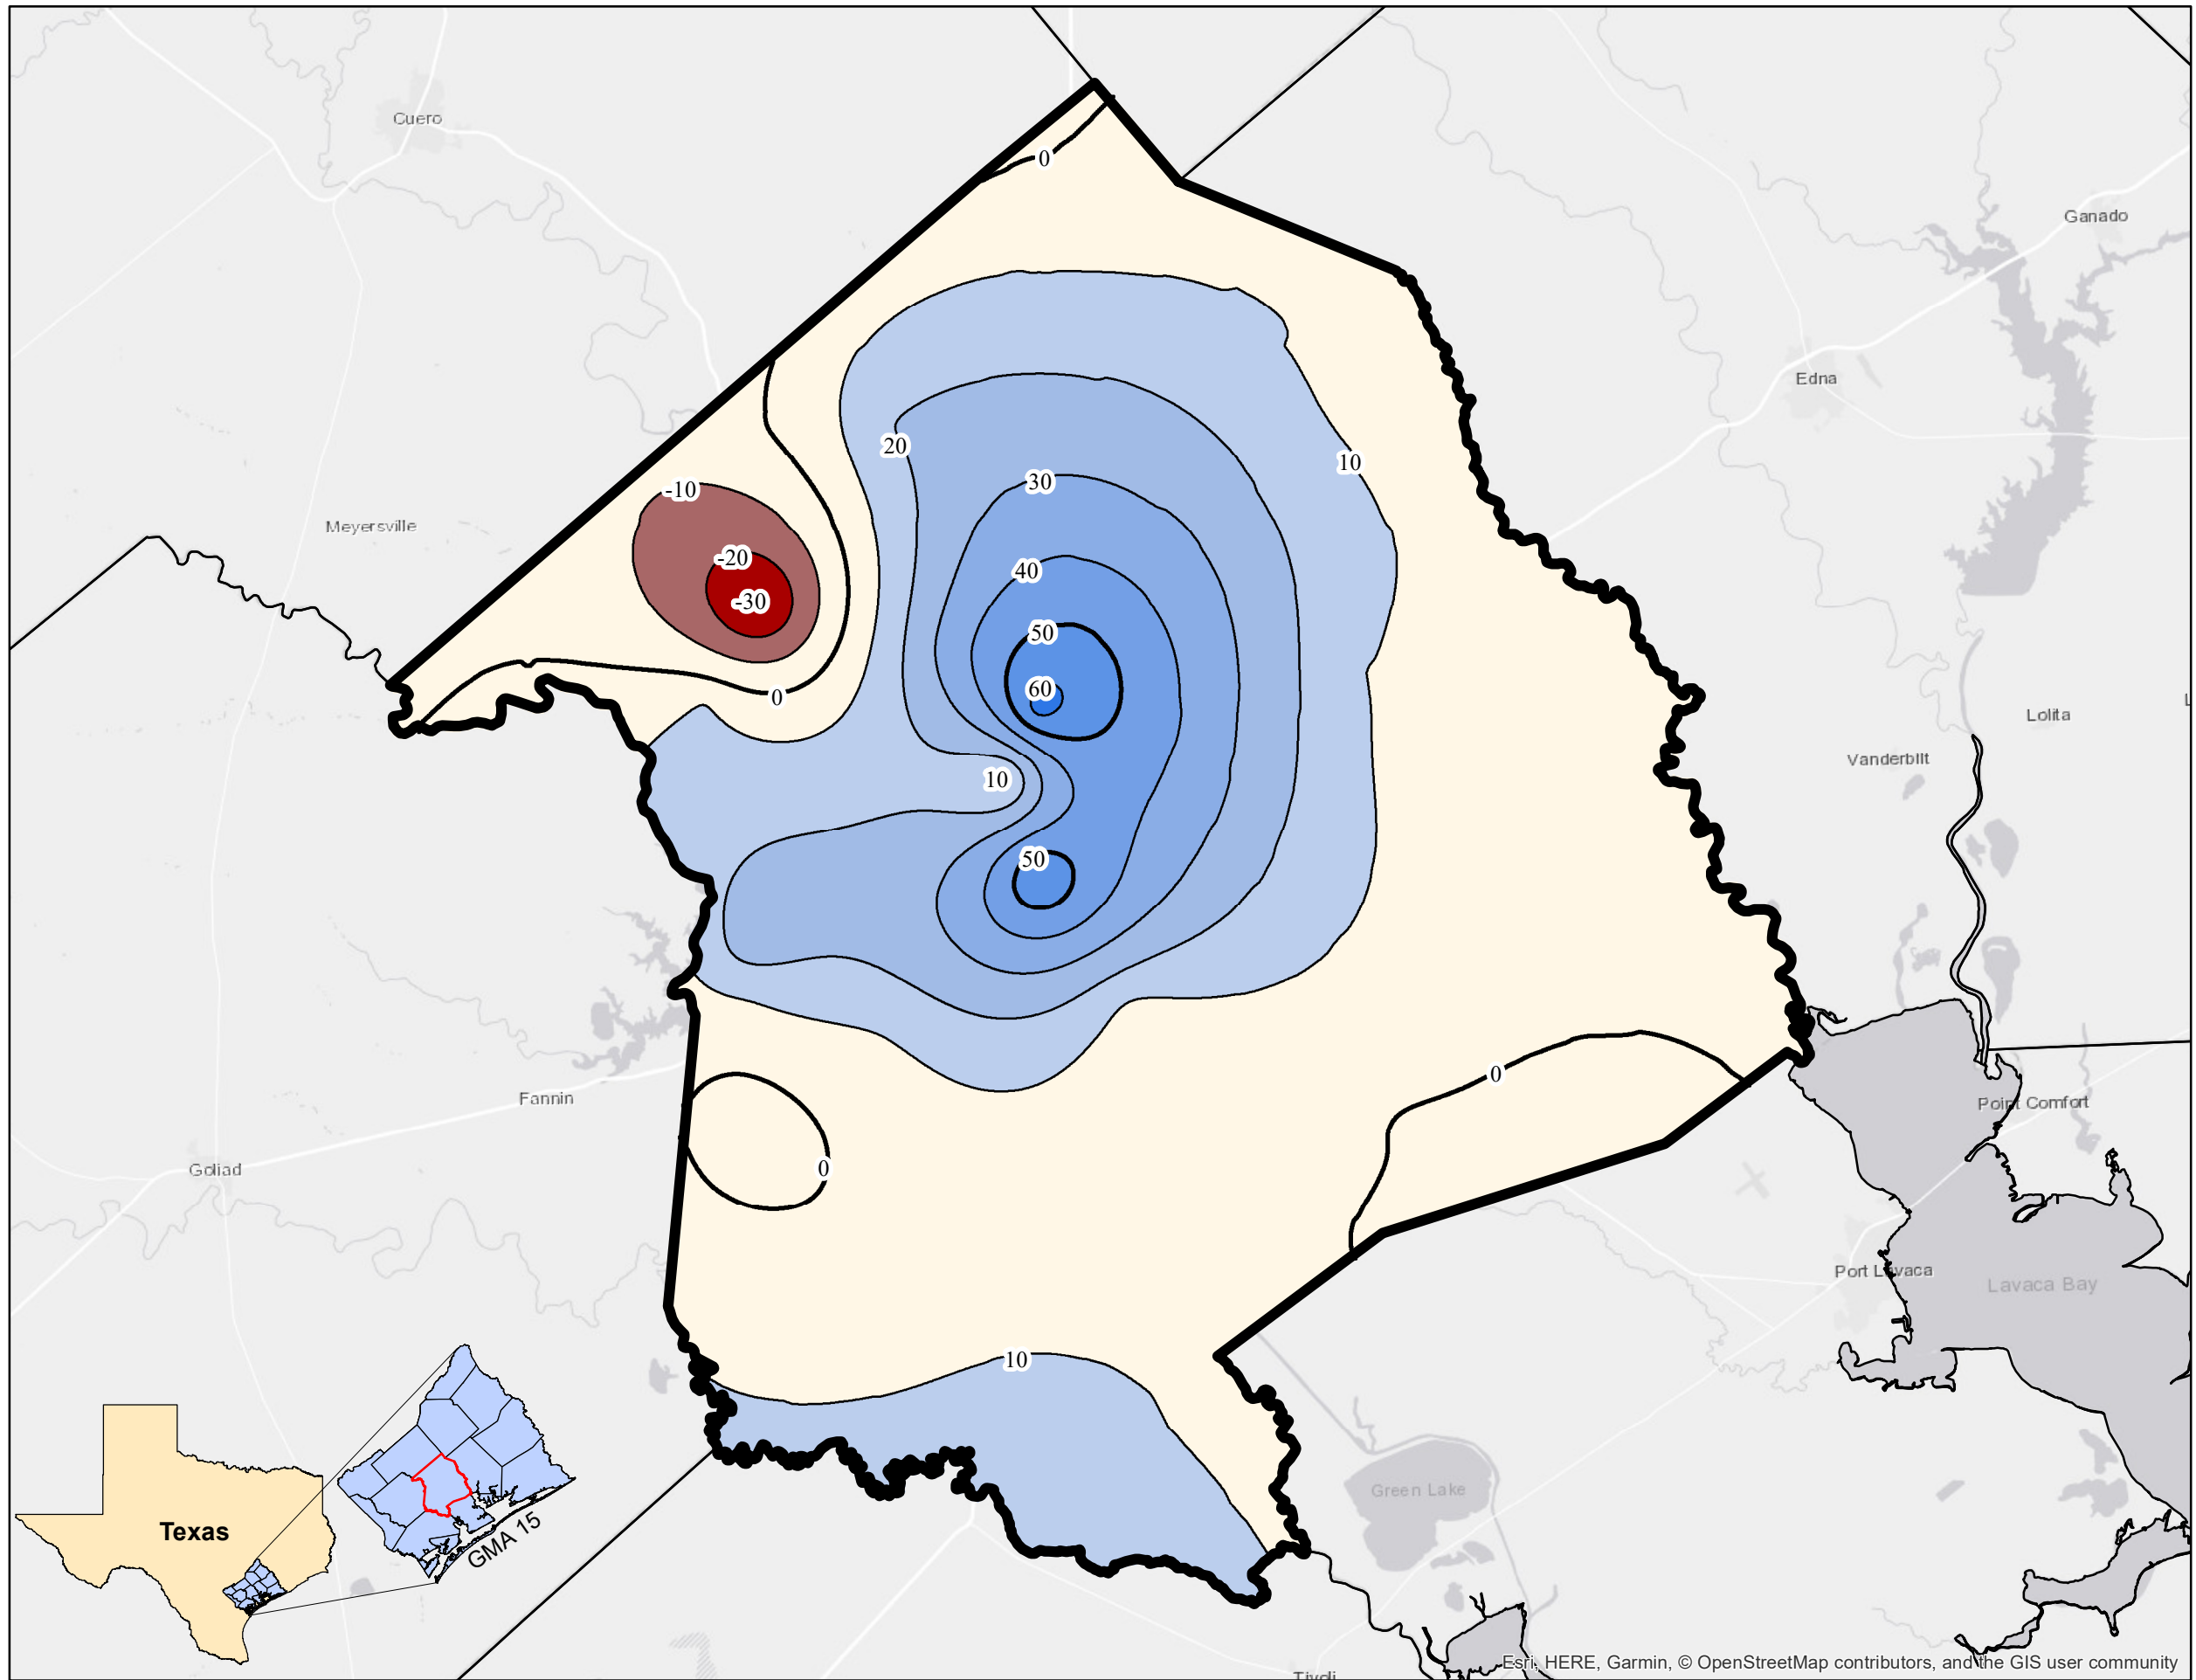 Cuero
0
Ganado
Edna
20
10
30
-10
Meyersville
-20
40
-30
50
60
0
Lolita
Vanderbilt
10
50
0
Fannin
Point Comfort
0
Goliad
Port Lavaca
Lavaca Bay
10
Green Lake
Texas
GMA 15
Esri, HERE, Garmin, © OpenStreetMap contributors, and the GIS user community
Tivoli